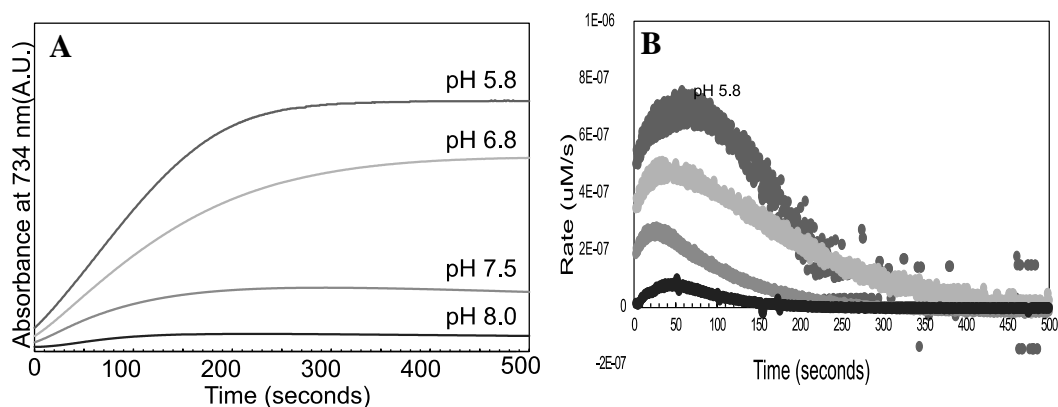 A
Absorbance at 734 nm(A.U.)
pH 5.8
pH 6.8
pH 7.5
pH 8.0
0 100 200 300 400 500
Time (seconds)
B
Rate (uM/s)
1E-06
8E-07
6E-07
4E-07
2E-07
0
-2E-07
pH 5.8
0 50 100 150 200 250 300 350 400 450 500
Time (seconds)